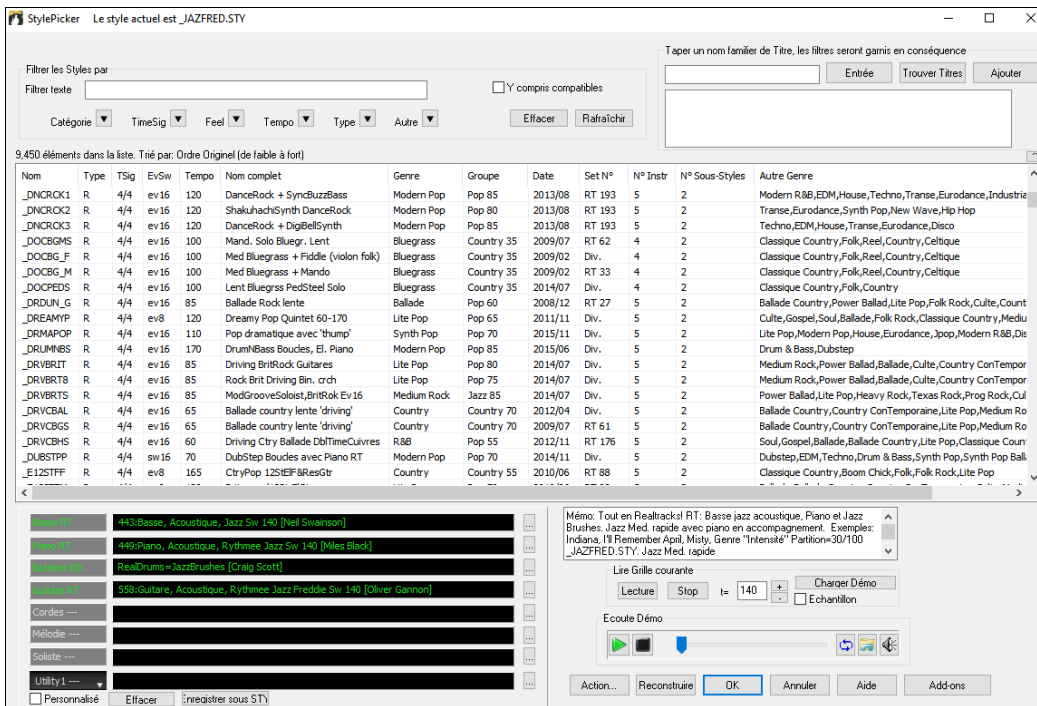 StylePicker Le style actuel est _JAZFRED.STY
Taper un nom familier de Titre, les filtres seront garnis en conséquence
Entrée Trouver Titres Ajouter
Filtrer les Styles par
Filtrer texte
Y compris compatibles
Catégorie TimeSig Feel Tempo Type Autre Effacer Rafraîchir
9,450 éléments dans la liste. Trié par: Ordre Originel (de faible à fort)
Nom Type TSig EvSw Tempo Nom complet Genre Groupe Date Set N° N° Instr N° Sous-Styles Autre Genre
_DNCRCK1 R 4/4 ev16 120 DanceRock + SyncBuzzBass Modern Pop Pop 85 2013/08 RT 193 5 2 Modern R&B,EDM,House,Techno,Transe,Eurodance,Industria
_DNCRCK2 R 4/4 ev16 120 ShakuhachiSynth DanceRock Modern Pop Pop 80 2013/08 RT 193 5 2 Transe,Eurodance,Synth Pop,New Wave,Hip Hop
_DNCRCK3 R 4/4 ev16 120 DanceRock + DigiBellSynth Modern Pop Pop 85 2013/08 RT 193 5 2 Techno,EDM,House,Transe,Eurodance,Disco
_DOCBGMS R 4/4 ev16 100 Mand. Solo Bluegr. Lent Bluegrass Country 35 2009/07 RT 62 4 2 Classique Country,Folk,Reel,Country,Celtique
_DOCBG_F R 4/4 ev16 100 Med Bluegrass + Fiddle (violon folk) Bluegrass Country 35 2009/02 Div. 4 2 Classique Country,Folk,Reel,Country,Celtique
_DOCBG_M R 4/4 ev16 100 Med Bluegrass + Mando Bluegrass Country 35 2009/02 RT 33 4 2 Classique Country,Folk,Reel,Country,Celtique
_DOCPEDS R 4/4 ev16 100 Lent Bluegrss PedSteel Solo Bluegrass Country 35 2014/07 Div. 4 2 Classique Country,Folk,Country
_DRDUN_G R 4/4 ev16 85 Ballade Rock lente Ballade Pop 60 2008/12 RT 27 5 2 Ballade Country,Power Ballad,Lite Pop,Folk Rock,Culte,Count
_DREAMYP R 4/4 ev8 120 Dreamy Pop Quintet 60-170 Lite Pop Pop 65 2011/11 Div. 5 2 Culte,Gospel,Soul,Ballade,Folk Rock,Classique Country,Mediu
_DRMAPOP R 4/4 ev16 110 Pop dramatique avec 'thump' Synth Pop Pop 70 2015/11 Div. 5 2 Lite Pop,Modern Pop,House,Eurodance,Jpop,Modern R&B,Dis
_DRUMNBS R 4/4 ev16 170 DrumNBass Boucles, El. Piano Modern Pop Pop 85 2015/06 Div. 5 2 Drum & Bass,Dubstep
_DRVBRIT R 4/4 ev16 85 Driving BritRock Guitares Lite Pop Pop 80 2014/07 Div. 5 2 Medium Rock,Power Ballad,Ballade,Culte,Country ConTempor
_DRVBRT8 R 4/4 ev16 85 Rock Brit Driving Bin. crch Lite Pop Pop 75 2014/07 Div. 5 2 Medium Rock,Power Ballad,Ballade,Culte,Country ConTempor
_DRVBRTS R 4/4 ev16 85 ModGrooveSoloist,BritRok Ev16 Medium Rock Jazz 85 2014/07 Div. 5 2 Power Ballad,Lite Pop,Heavy Rock,Texas Rock,Prog Rock,Cul
_DRVCBAL R 4/4 ev16 65 Ballade country lente 'driving' Country Country 70 2012/04 Div. 5 2 Ballade Country,Country ConTemporaine,Lite Pop,Medium Ro
_DRVCBGS R 4/4 ev16 65 Ballade country lente 'driving' Country Country 70 2009/07 RT 61 5 2 Ballade Country,Country ConTemporaine,Lite Pop,Medium Ro
_DRVCBHS R 4/4 ev16 60 Driving Ctry Ballade DblTimeCuivres R&B Pop 55 2012/11 RT 176 5 2 Soul,Gospel,Ballade,Ballade Country,Lite Pop,Classique Coun
_DUBSTPP R 4/4 sw16 70 DubStep Boucles avec Piano RT Modern Pop Pop 70 2014/11 Div. 5 2 Dubstep,EDM,Techno,Drum & Bass,Synth Pop,Synth Pop Ball
_E12STFF R 4/4 ev8 165 CtryPop 12StElF&ResGtr Country Country 55 2010/06 RT 88 5 2 Classique Country,Boom Chick,Folk,Folk Rock,Lite Pop
Basse RT 443:Basse, Acoustique, Jazz Sw 140 [Neil Swainson]
Piano RT 449:Piano, Acoustique, Rythmee Jazz Sw 140 [Miles Black]
RealDrums=JazzBrushes [Craig Scott]
Guitare RT 558:Guitare, Acoustique, Rythmee Jazz Freddie Sw 140 [Oliver Gannon]
Cordes ---
Mélodie ---
Soliste ---
Utility1 ---
Personnalisé Effacer Enregistrer sous STY
Mémo: Tout en Realtracks! RT: Basse jazz acoustique, Piano et Jazz
Brushes. Jazz Med. rapide avec piano en accompagnement. Exemples:
Indiana, I'll Remember April, Misty, Genre "Intensité" Partition=30/100
_JAZFRED.STY. Jazz Med. rapide
Lire Grille courante
Lecture Stop t= 140 + - Charger Démo
Echantillon
Ecoute Démo
Action... Reconstruire OK Annuler Aide Add-ons